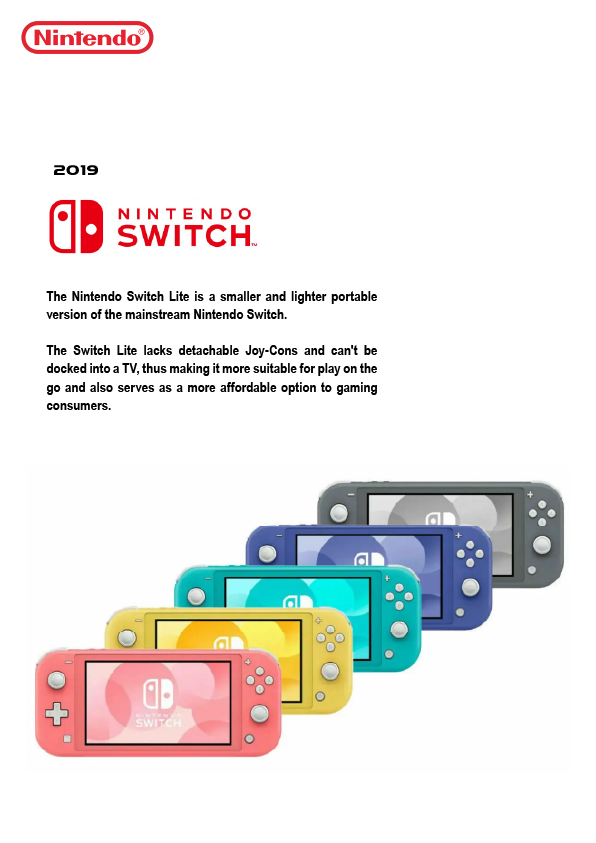 Nintendo®
2019
NINTENDO
SWITCH™
The Nintendo Switch Lite is a smaller and lighter portable
version of the mainstream Nintendo Switch.
The Switch Lite lacks detachable Joy-Cons and can't be
docked into a TV, thus making it more suitable for play on the
go and also serves as a more affordable option to gaming
consumers.
NINTENDO
SWITCH